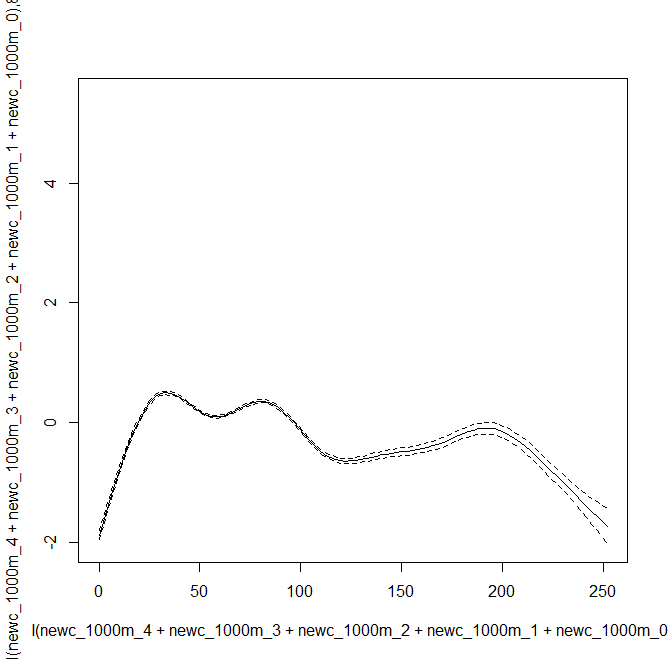 l(newc_1000m_4 + newc_1000m_3 + newc_1000m_2 + newc_1000m_1 + newc_1000m_0),8
4
2
0
-2
0 50 100 150 200 250
l(newc_1000m_4 + newc_1000m_3 + newc_1000m_2 + newc_1000m_1 + newc_1000m_0